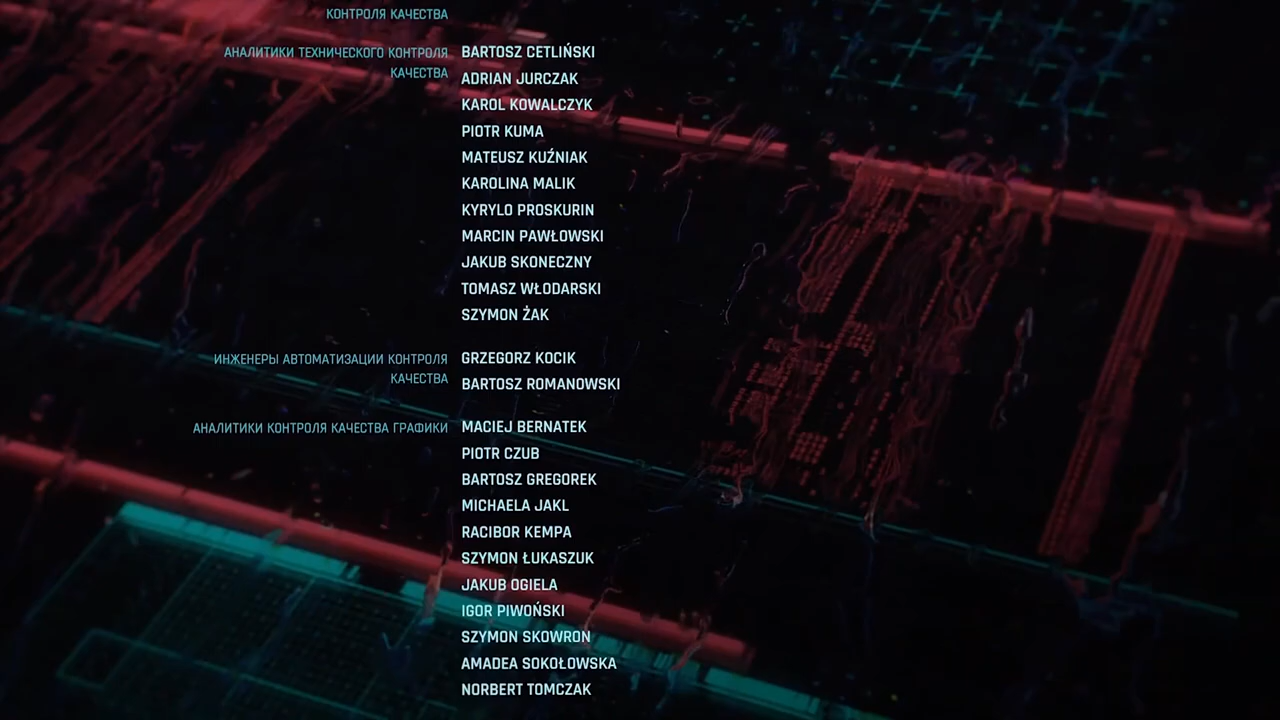 КОНТРОЛЯ КАЧЕСТВА
АНАЛИТИКИ ТЕХНИЧЕСКОГО КОНТРОЛЯ BARTOSZ CETLIŃSKI
КАЧЕСТВА ADRIAN JURCZAK
KAROL KOWALCZYK
PIOTR KUMA
MATEUSZ KUŹNIAK
KAROLINA MALIK
KYRYLO PROSKURIN
MARCIN PAWŁOWSKI
JAKUB SKONECZNY
TOMASZ WŁODARSKI
SZYMON ŻAK
ИНЖЕНЕРЫ АВТОМАТИЗАЦИИ КОНТРОЛЯ GRZEGORZ KOCIK
КАЧЕСТВА BARTOSZ ROMANOWSKI
АНАЛИТИКИ КОНТРОЛЯ КАЧЕСТВА ГРАФИКИ MACIEJ BERNATEK
PIOTR CZUB
BARTOSZ GREGOREK
MICHAELA JAKL
RACIBOR KEMPA
SZYMON ŁUKASZUK
JAKUB OGIELA
IGOR PIWOŃSKI
SZYMON SKOWRON
AMADEA SOKOŁOWSKA
NORBERT TOMCZAK